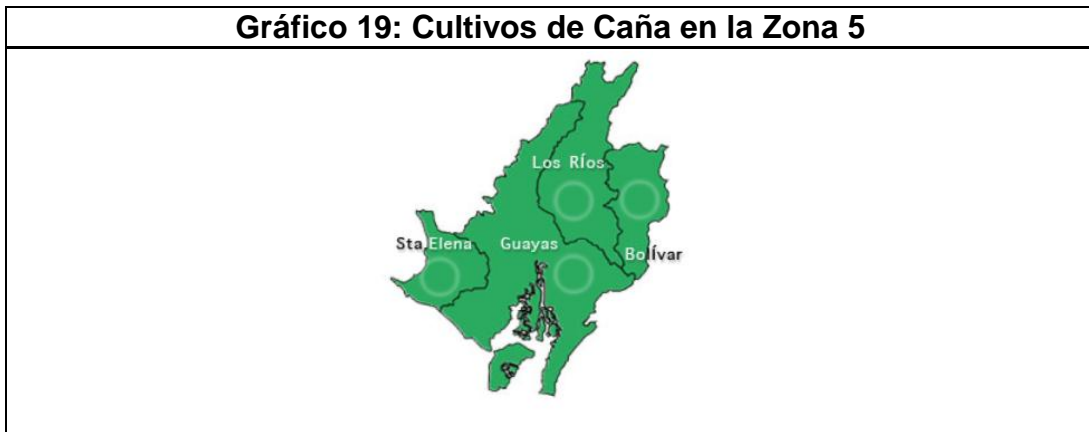 Gráfico 19: Cultivos de Caña en la Zona 5
Los Ríos
Sta Elena
Guayas
Bolívar